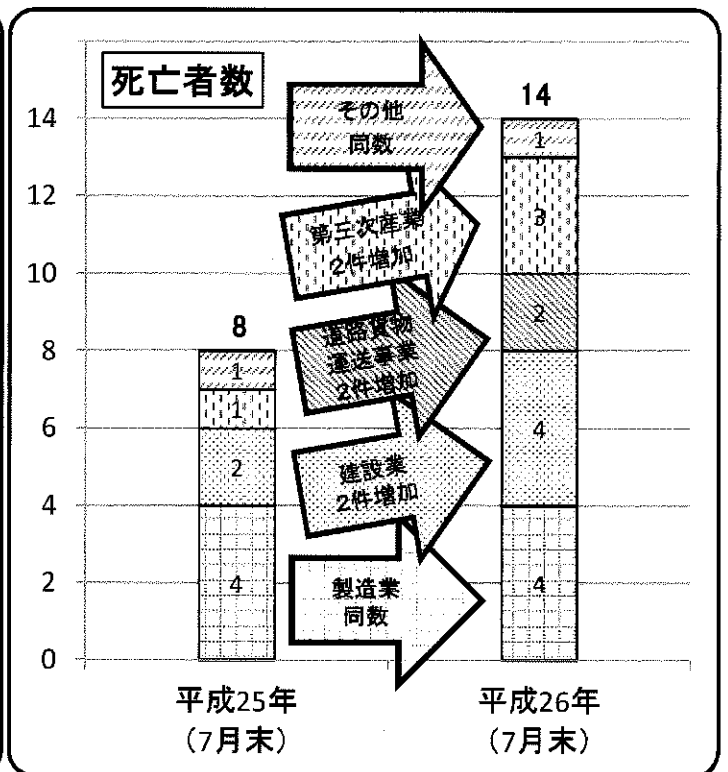 死亡者数
14
12
10
8
6
4
2
0
8
1
1
2
4
その他
同数
第三次産業
2件増加
道路貨物
運送事業
2件増加
建設業
2件増加
製造業
同数
14
1
3
2
4
4
平成25年
(7月末)
平成26年
(7月末)